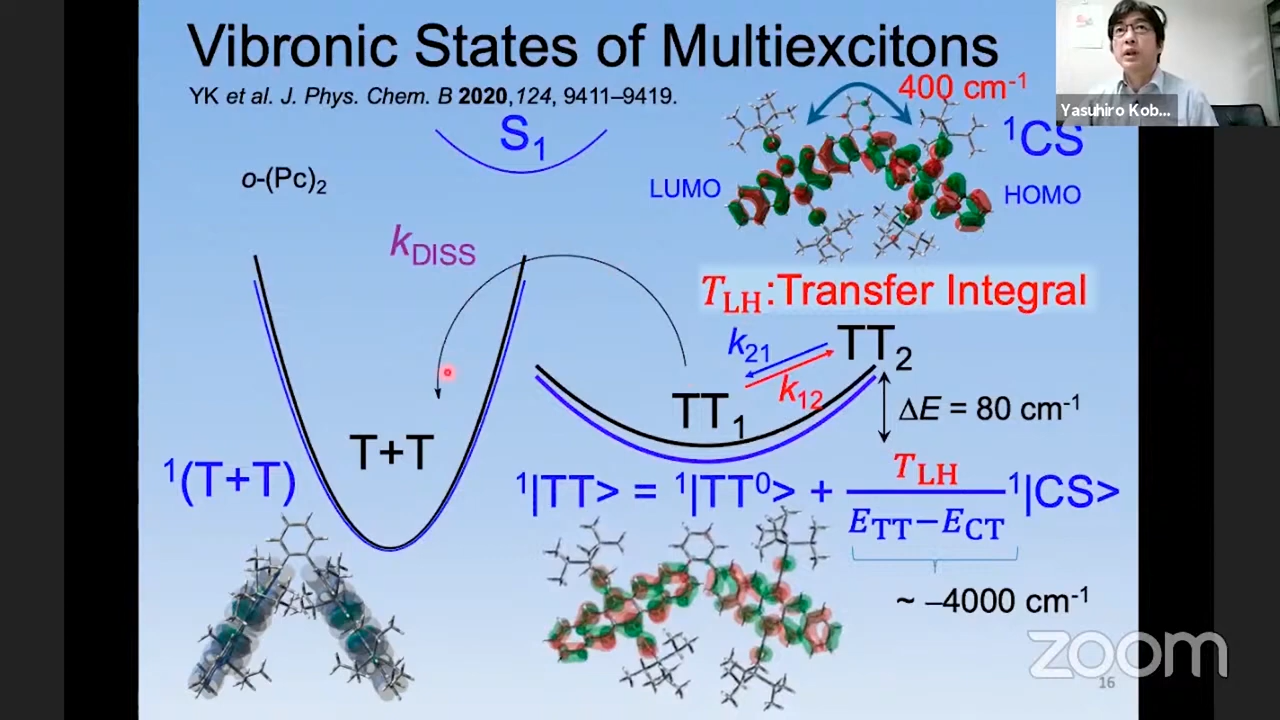 Vibronic States of Multiexcitons
YK et al. J. Phys. Chem. B 2020, 124, 9411–9419.
400 cm⁻¹
Yasuhiro Kob...
S₁
¹CS
o-(Pc)₂
LUMO
HOMO
k_DISS
T_LH:Transfer Integral
k₂₁
TT₂
k₁₂
TT₁
ΔE = 80 cm⁻¹
T+T
¹(T+T)
¹|TT> = ¹|TT⁰> + T_LH / (E_TT−E_CT) ¹|CS>
~ –4000 cm⁻¹
zoom
16